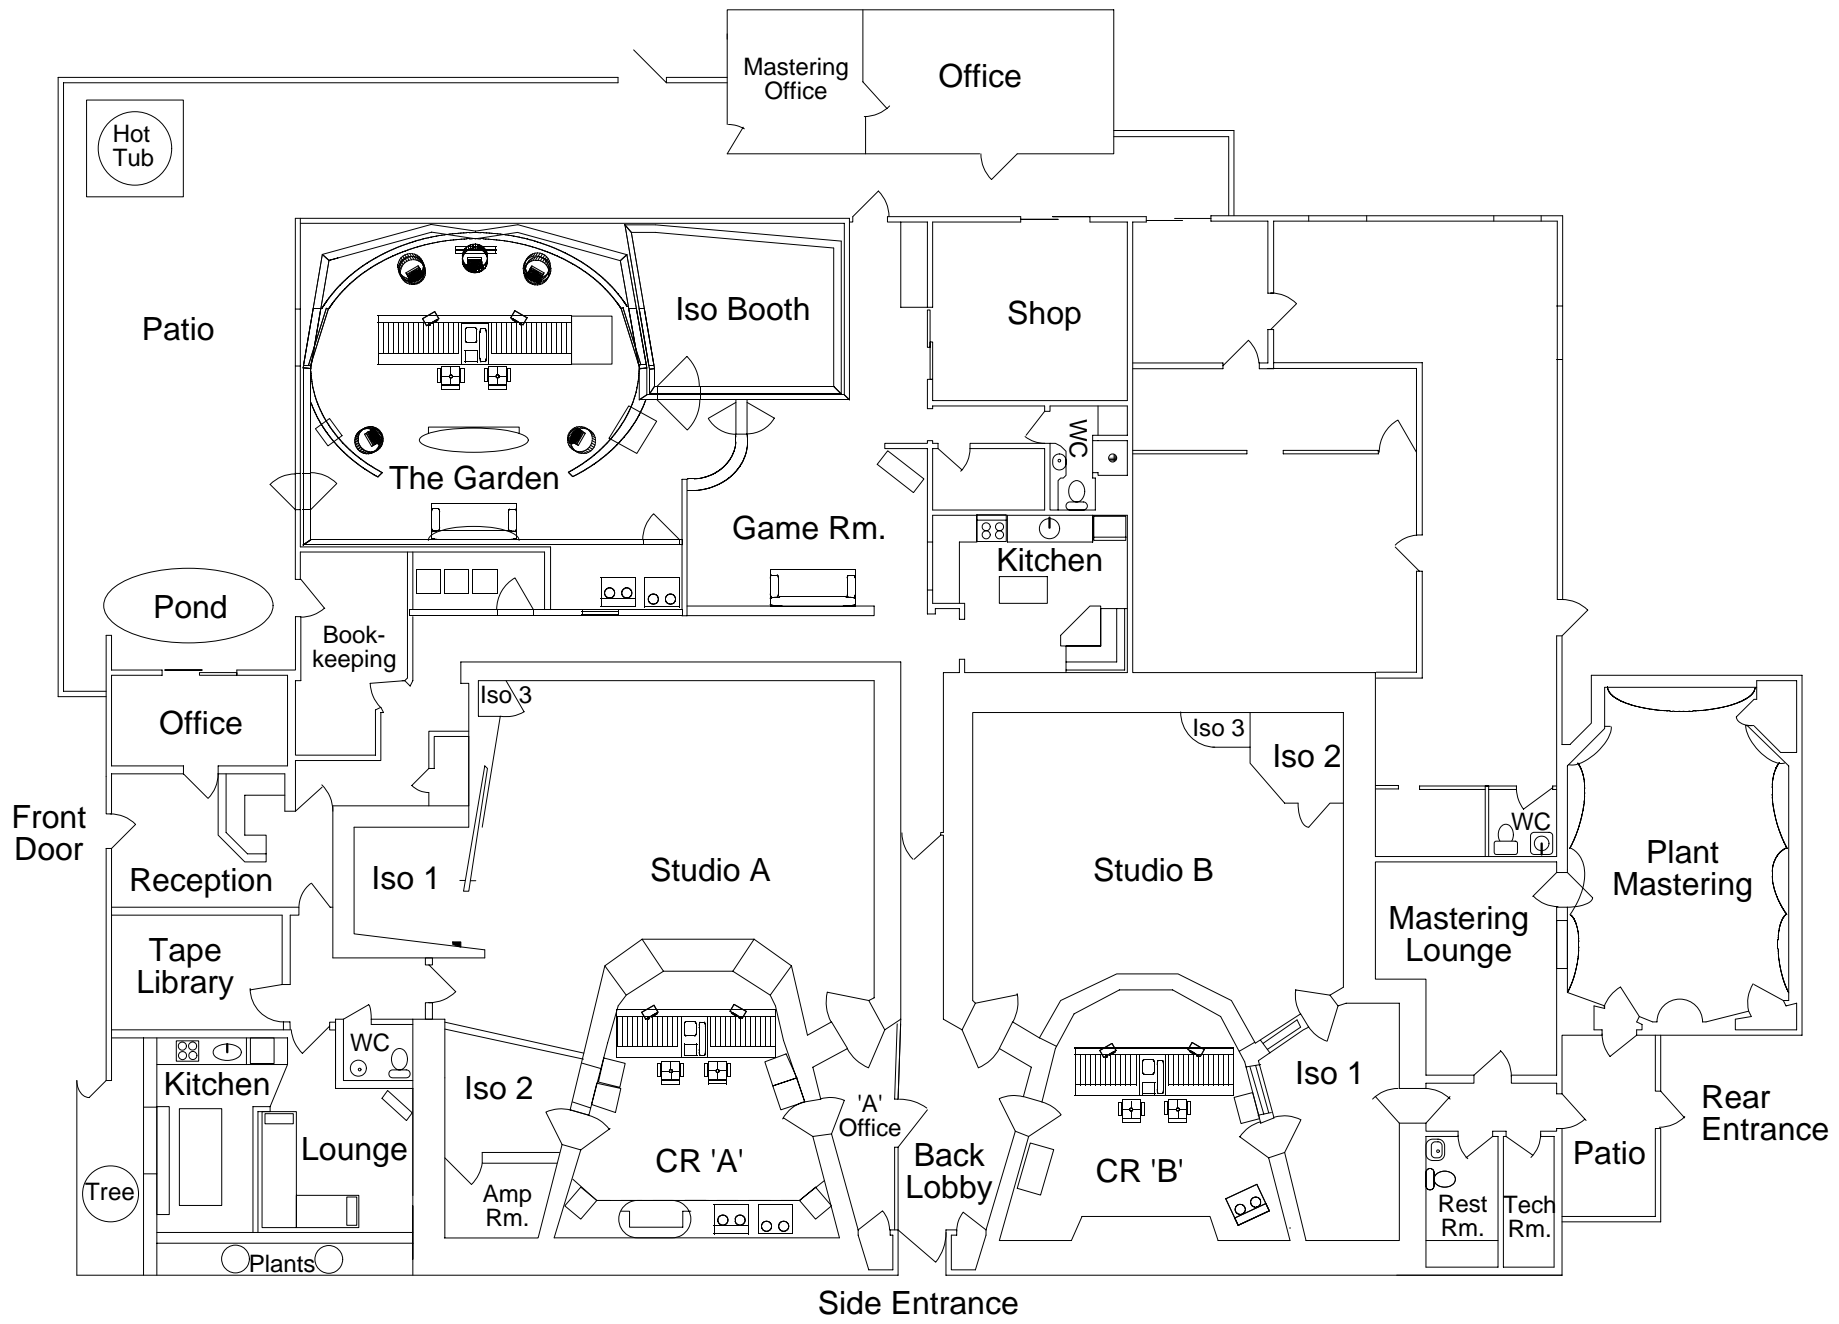 Mastering
Office
Office
Hot
Tub
Patio
Iso Booth
Shop
WC
The Garden
Game Rm.
Kitchen
Pond
Book-
keeping
Iso 3
Office
Iso 3
Iso 2
Front
Door
WC
Reception
Iso 1
Studio A
Studio B
Plant
Mastering
Mastering
Lounge
Tape
Library
WC
Kitchen
Iso 2
Iso 1
'A'
Office
Rear
Entrance
Lounge
CR 'A'
Back
Lobby
CR 'B'
Patio
Tree
Amp
Rm.
Rest
Rm.
Tech
Rm.
Plants
Side Entrance